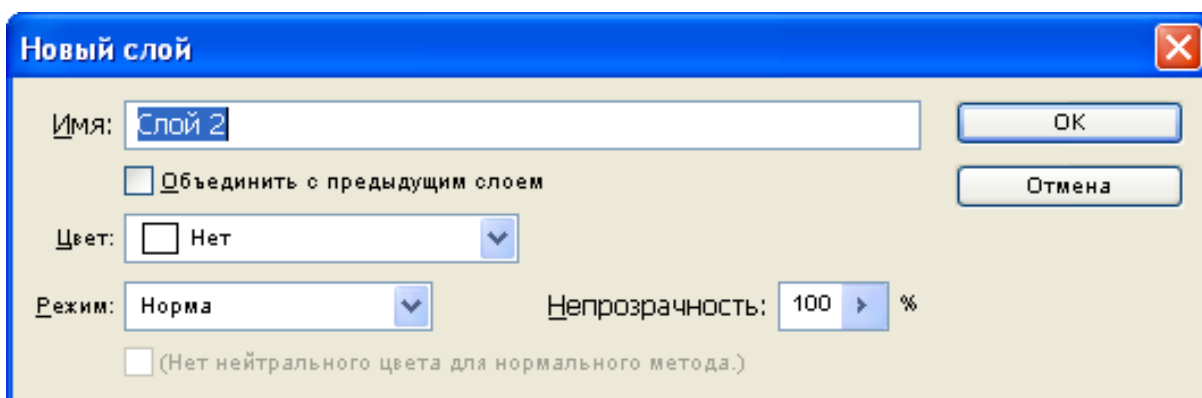 Новый слой
Имя: Слой 2 OK
Объединить с предыдущим слоем Отмена
Цвет: Нет
Режим: Норма Непрозрачность: 100 %
(Нет нейтрального цвета для нормального метода.)